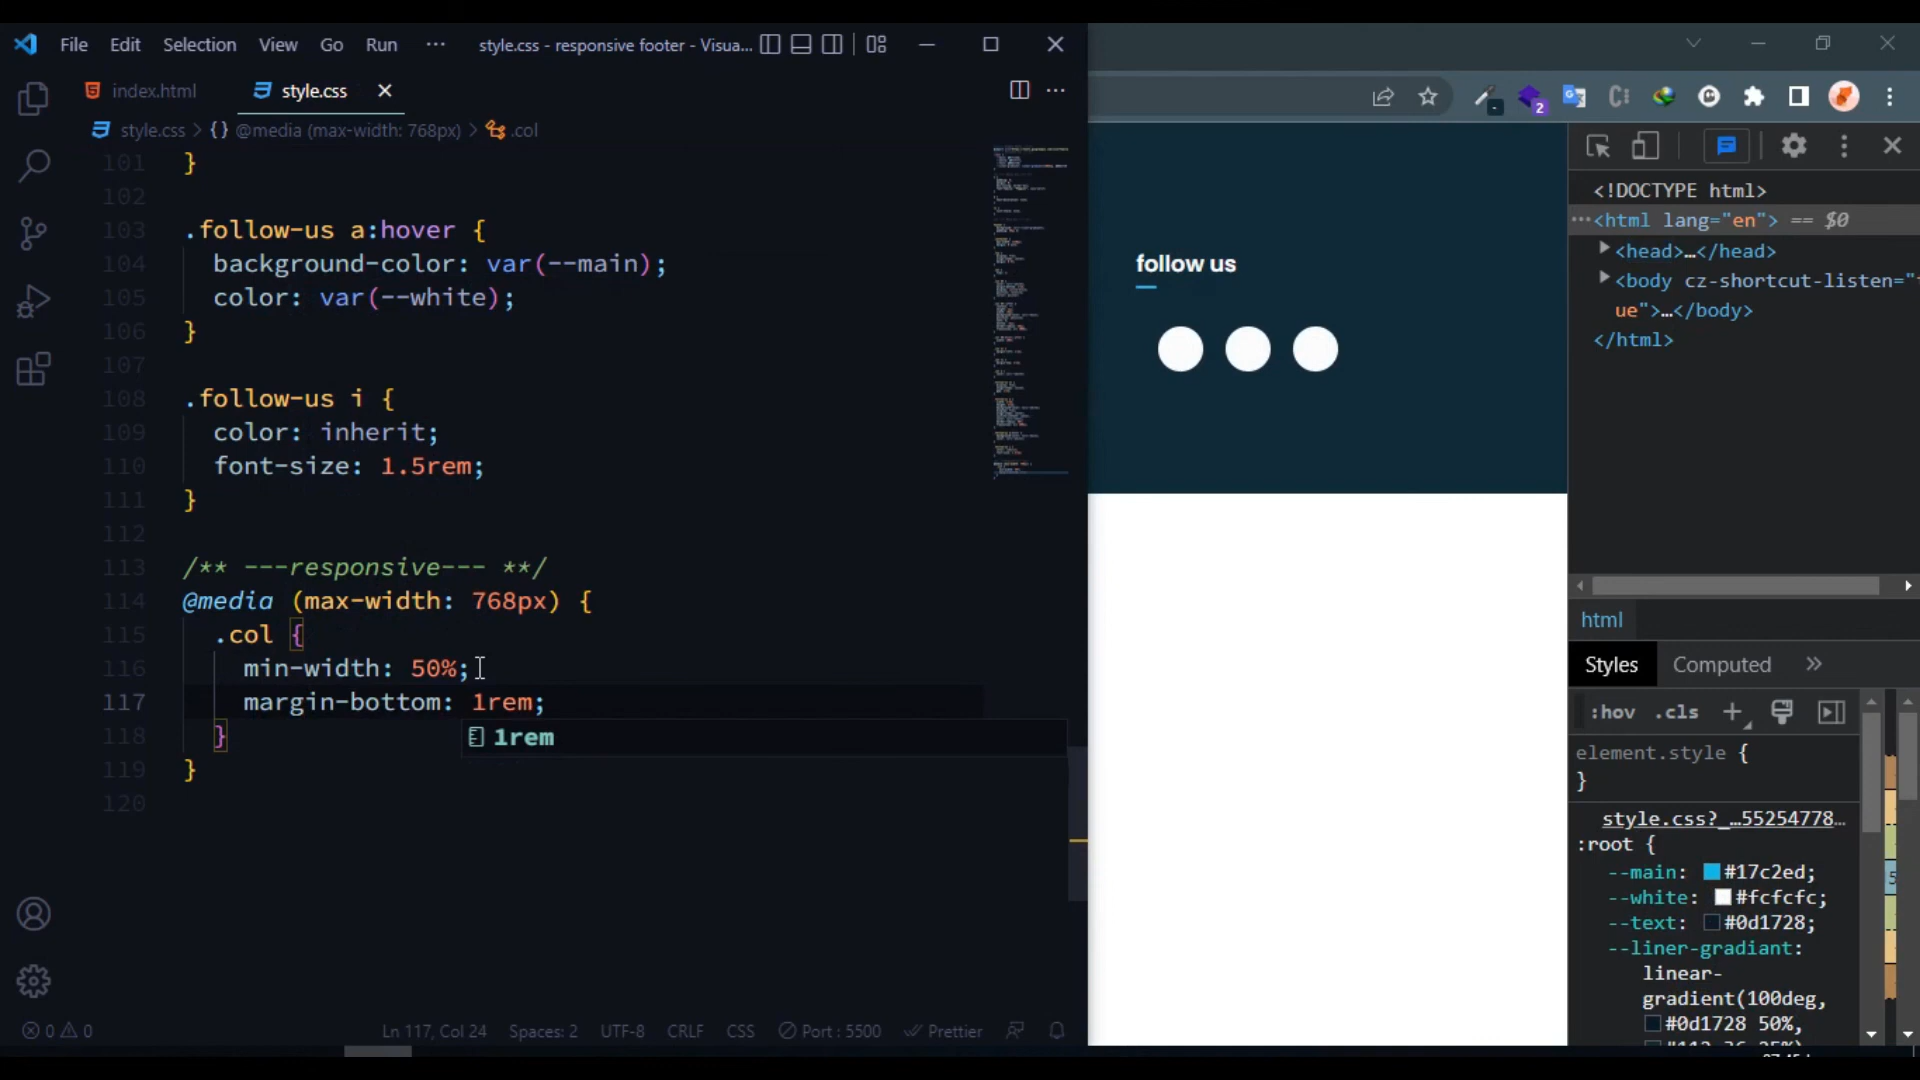 File Edit Selection View Go Run ··· style.css - responsive footer - Visua...
index.html style.css
style.css > {} @media (max-width: 768px) > .col
101 }
102
103 .follow-us a:hover {
104 background-color: var(--main);
105 color: var(--white);
106 }
107
108 .follow-us i {
109 color: inherit;
110 font-size: 1.5rem;
111 }
112
113 /** ---responsive--- **/
114 @media (max-width: 768px) {
115 .col {
116 min-width: 50%;
117 margin-bottom: 1rem;
118 }
1rem
119 }
120
0 0 Ln 117, Col 24 Spaces: 2 UTF-8 CRLF CSS Port : 5500 Prettier
2
follow us
<!DOCTYPE html>
···<html lang="en"> == $0
<head>…</head>
<body cz-shortcut-listen="t
ue">…</body>
</html>
html
Styles Computed »
:hov .cls +
element.style {
}
style.css?_…55254778…
:root {
--main: #17c2ed;
--white: #fcfcfc;
--text: #0d1728;
--liner-gradiant:
linear-
gradient(100deg,
#0d1728 50%,
5